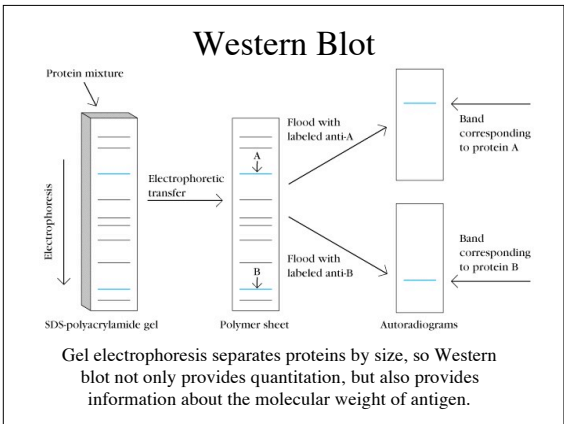 Western Blot
Protein mixture
Electrophoresis
SDS-polyacrylamide gel
Electrophoretic
transfer
A
B
Polymer sheet
Flood with
labeled anti-A
Flood with
labeled anti-B
Band
corresponding
to protein A
Band
corresponding
to protein B
Autoradiograms
Gel electrophoresis separates proteins by size, so Western
blot not only provides quantitation, but also provides
information about the molecular weight of antigen.